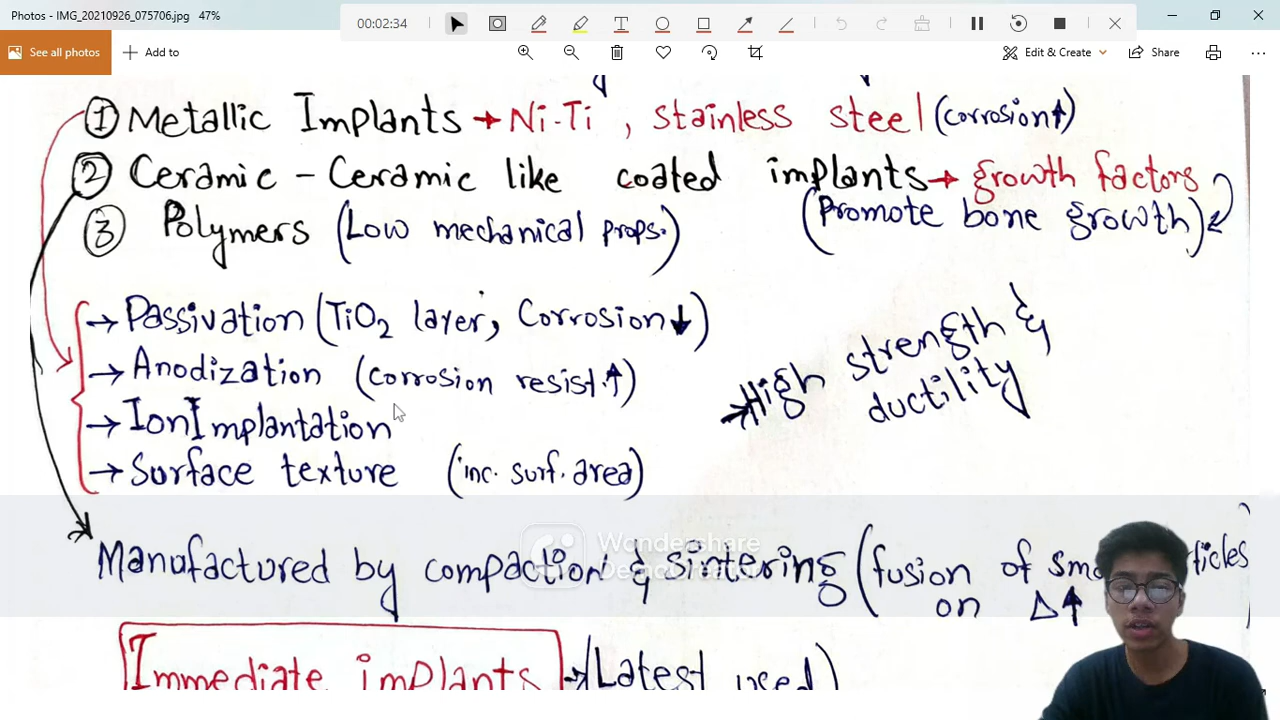 Photos - IMG_20210926_075706.jpg 47%
00:02:34
See all photos
Add to
Edit & Create
Share
① Metallic Implants → Ni-Ti, stainless steel (corrosion↑)
② Ceramic - Ceramic like coated implants → growth factors
(Promote bone growth)
③ Polymers (Low mechanical props.)
→ Passivation (TiO2 layer, Corrosion↓)
→ Anodization (corrosion resist.↑)
→ Ion Implantation
→ Surface texture (inc. surf. area)
→ High strength &
ductility
Manufactured by compaction & sintering (fusion of
on Δ↑)
Wondershare
DemoCreator
Immediate implants → (Latest used)